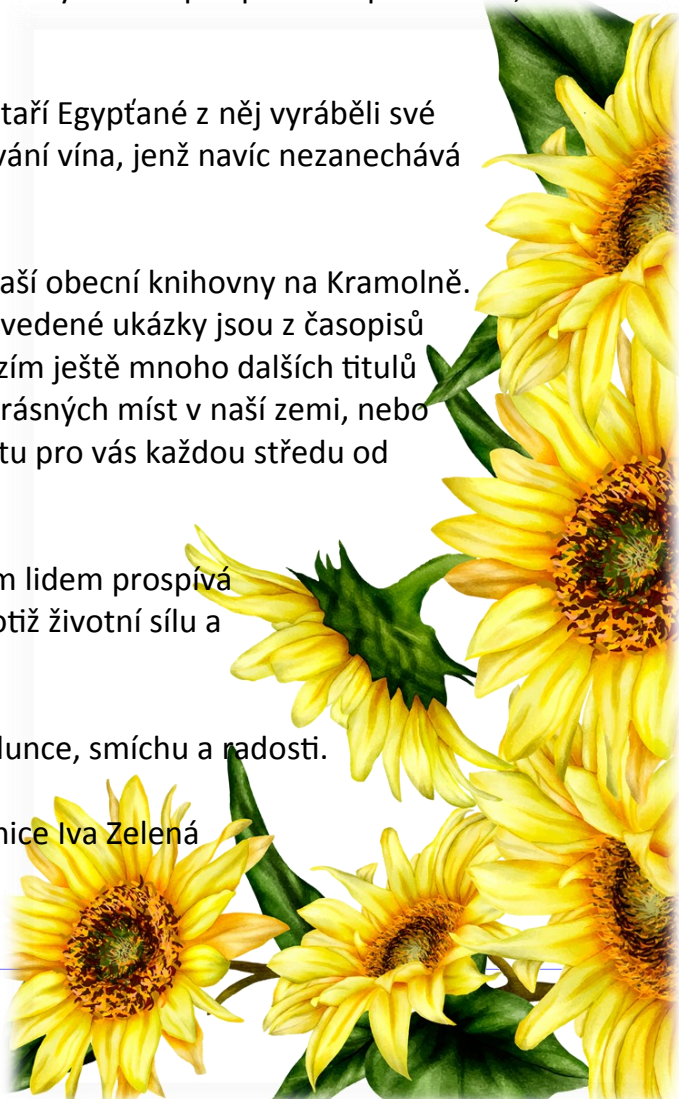 taří Egypťané z něj vyráběli své
vání vína, jenž navíc nezanechává
aší obecní knihovny na Kramolně.
vedené ukázky jsou z časopisů
zím ještě mnoho dalších titulů
rásných míst v naší zemi, nebo
tu pro vás každou středu od
m lidem prospívá
otiž životní sílu a
lunce, smíchu a radosti.
nice Iva Zelená